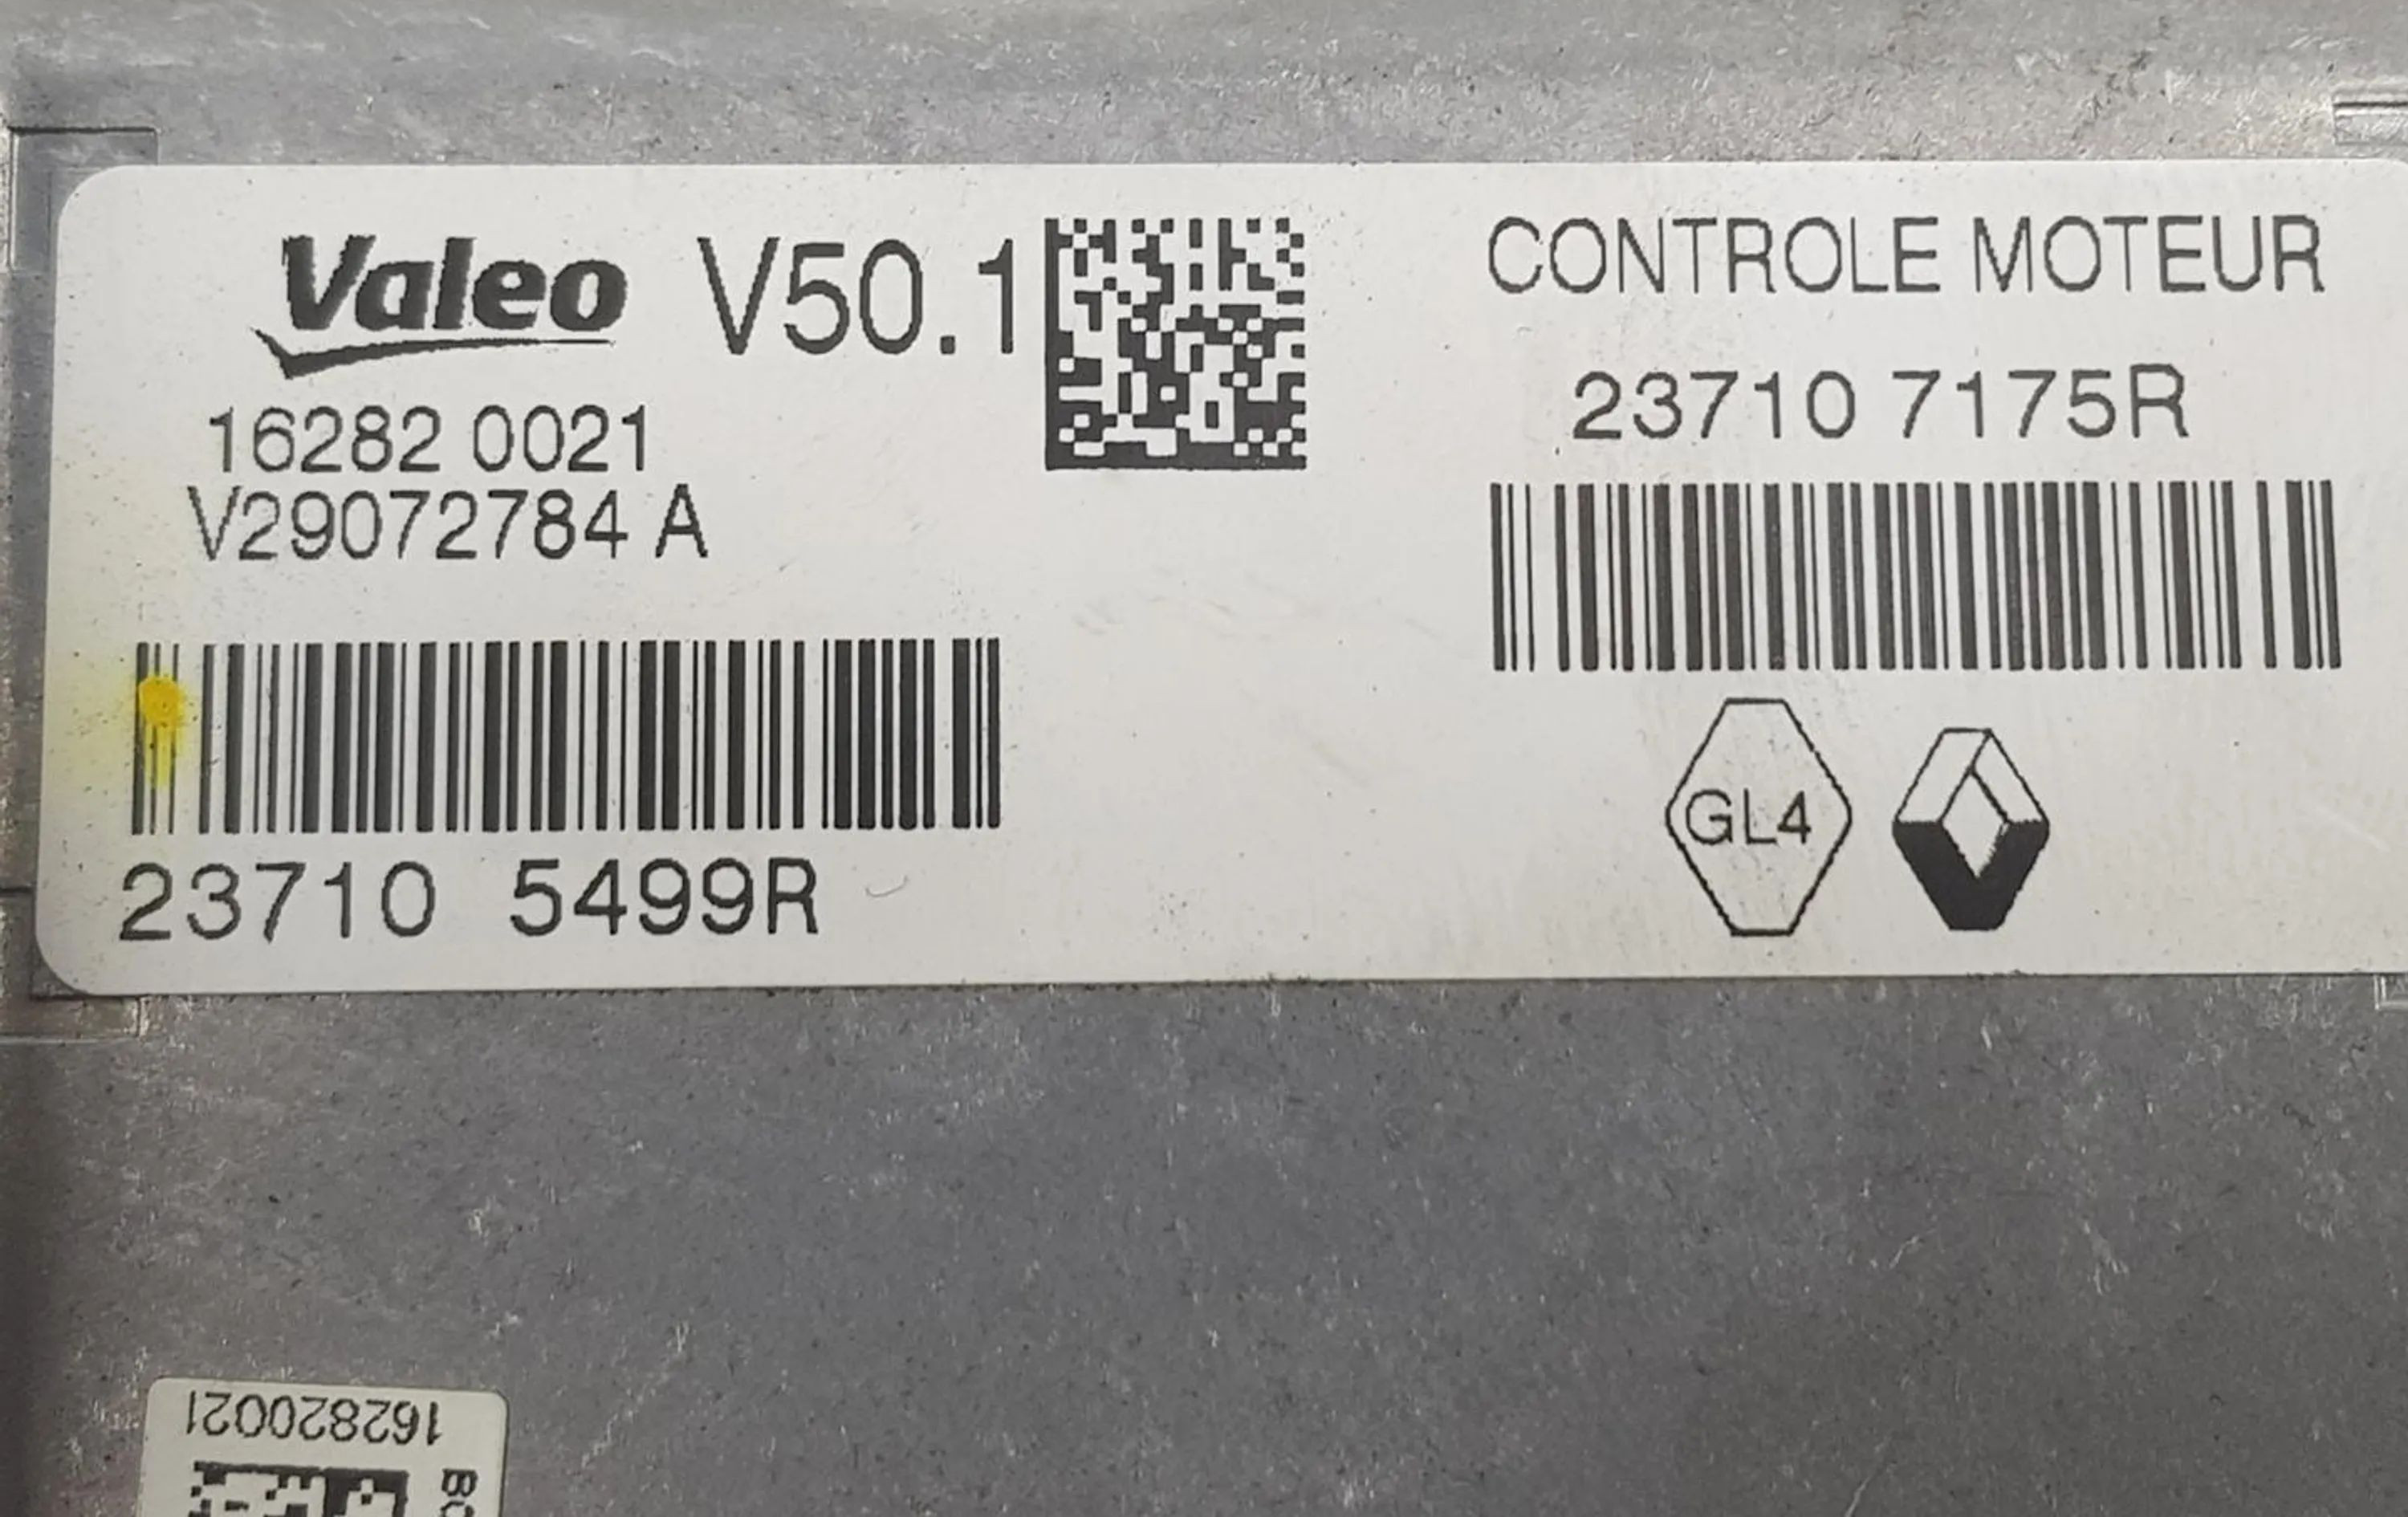 Valeo V50.1
16282 0021
V29072784 A
23710 5499R
CONTROLE MOTEUR
23710 7175R
GL4
162820021